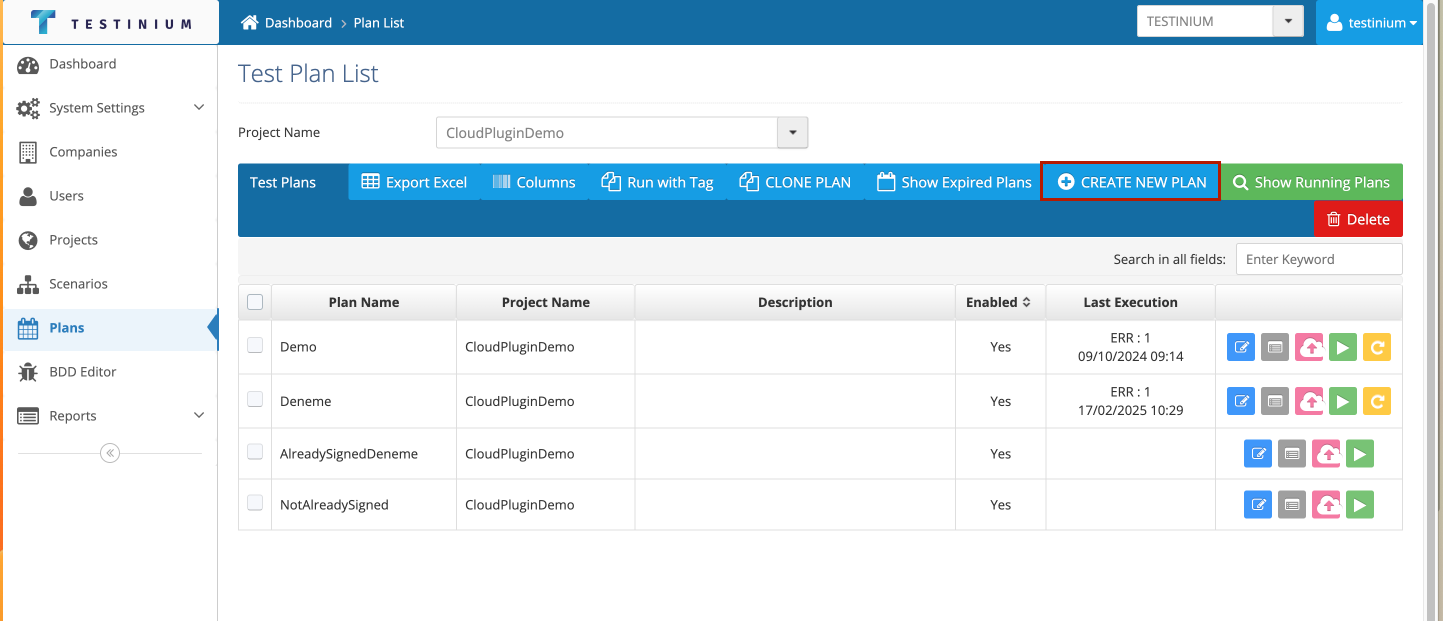 TESTINIUM
Dashboard > Plan List
TESTINIUM
testinium
Dashboard
System Settings
Companies
Users
Projects
Scenarios
Plans
BDD Editor
Reports
Test Plan List
Project Name
CloudPluginDemo
Test Plans Export Excel Columns Run with Tag CLONE PLAN Show Expired Plans CREATE NEW PLAN Show Running Plans
Delete
Search in all fields: Enter Keyword
Plan Name Project Name Description Enabled Last Execution
Demo CloudPluginDemo Yes ERR : 1
09/10/2024 09:14
Deneme CloudPluginDemo Yes ERR : 1
17/02/2025 10:29
AlreadySignedDeneme CloudPluginDemo Yes
NotAlreadySigned CloudPluginDemo Yes